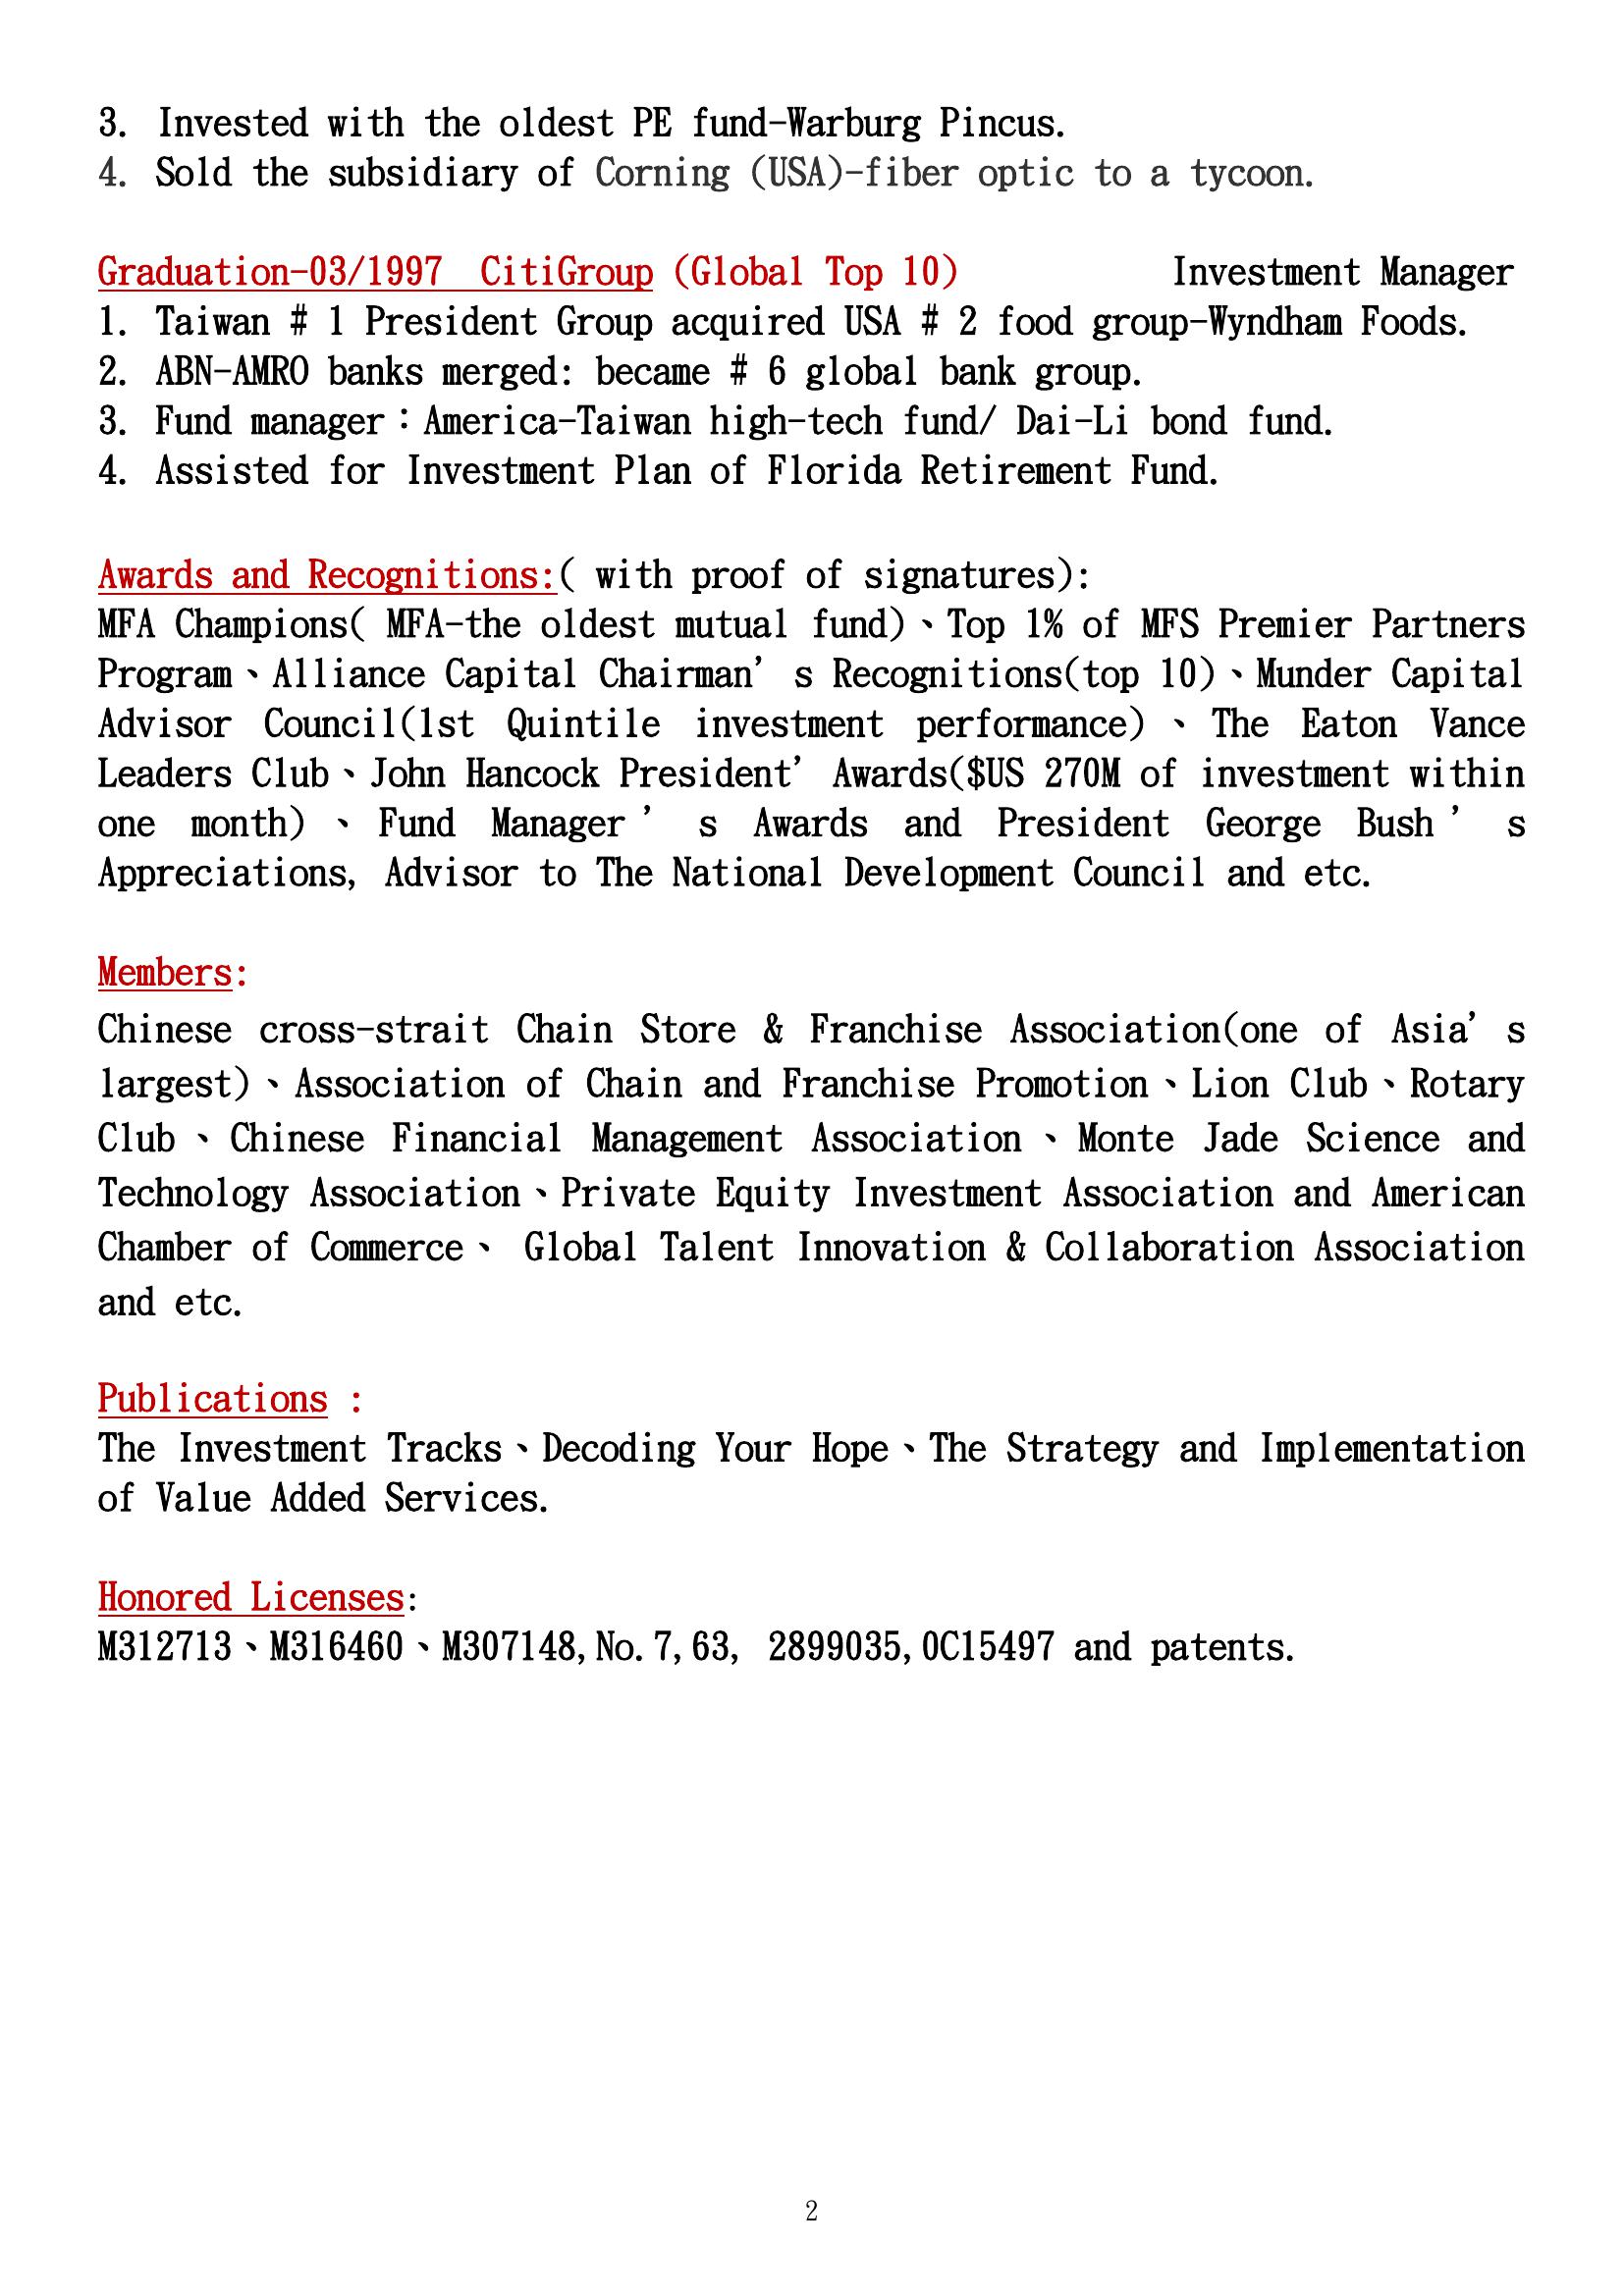 3. Invested with the oldest PE fund-Warburg Pincus.
4. Sold the subsidiary of Corning (USA)-fiber optic to a tycoon.
Graduation-03/1997 CitiGroup (Global Top 10) Investment Manager
1. Taiwan # 1 President Group acquired USA # 2 food group-Wyndham Foods.
2. ABN-AMRO banks merged: became # 6 global bank group.
3. Fund manager：America-Taiwan high-tech fund/ Dai-Li bond fund.
4. Assisted for Investment Plan of Florida Retirement Fund.
Awards and Recognitions:( with proof of signatures):
MFA Champions( MFA-the oldest mutual fund)、Top 1% of MFS Premier Partners
Program、Alliance Capital Chairman’s Recognitions(top 10)、Munder Capital
Advisor Council(1st Quintile investment performance)、The Eaton Vance
Leaders Club、John Hancock President’ Awards($US 270M of investment within
one month)、Fund Manager’s Awards and President George Bush’s
Appreciations, Advisor to The National Development Council and etc.
Members:
Chinese cross-strait Chain Store & Franchise Association(one of Asia’s
largest)、Association of Chain and Franchise Promotion、Lion Club、Rotary
Club、Chinese Financial Management Association、Monte Jade Science and
Technology Association、Private Equity Investment Association and American
Chamber of Commerce、 Global Talent Innovation & Collaboration Association
and etc.
Publications :
The Investment Tracks、Decoding Your Hope、The Strategy and Implementation
of Value Added Services.
Honored Licenses:
M312713、M316460、M307148,No.7,63, 2899035,0C15497 and patents.
2